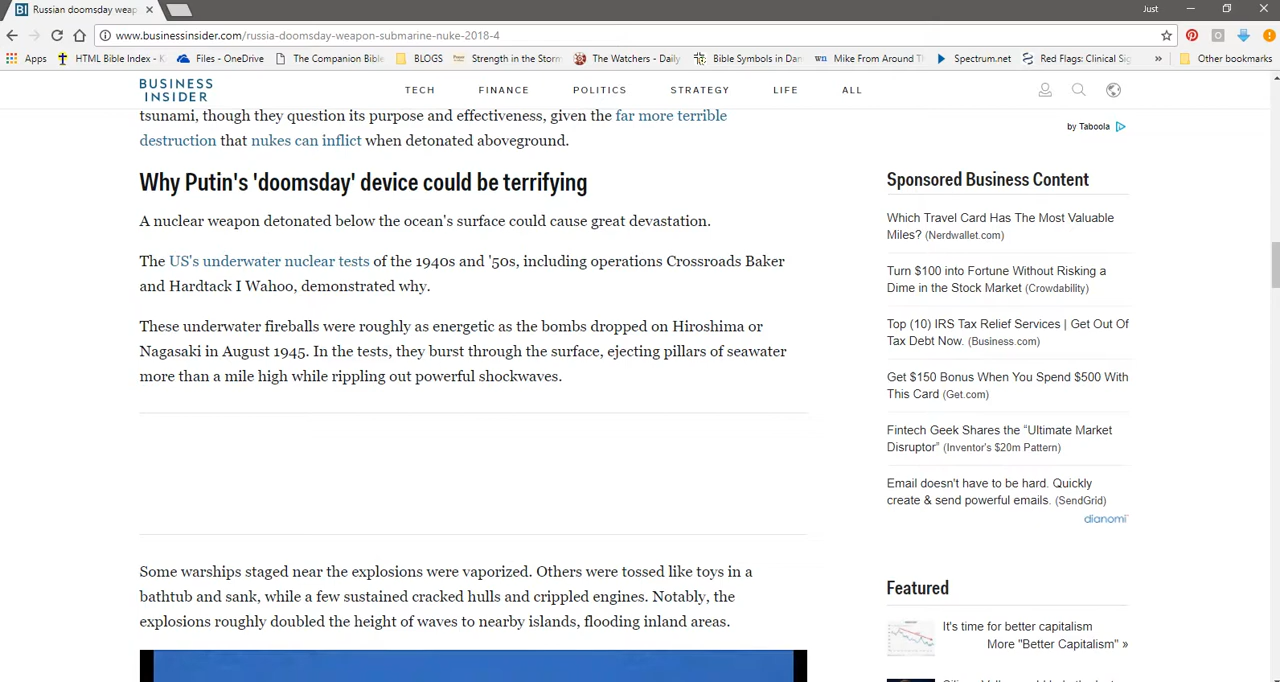 Russian doomsday weap
Just
www.businessinsider.com/russia-doomsday-weapon-submarine-nuke-2018-4
Apps
HTML Bible Index - K
Files - OneDrive
The Companion Bible
BLOGS
Strength in the Storm
The Watchers - Daily
Bible Symbols in Dan
Mike From Around T
Spectrum.net
Red Flags: Clinical Sig
»
Other bookmarks
BUSINESS
INSIDER
TECH
FINANCE
POLITICS
STRATEGY
LIFE
ALL
tsunami, though they question its purpose and effectiveness, given the far more terrible
destruction that nukes can inflict when detonated aboveground.
Why Putin's 'doomsday' device could be terrifying
A nuclear weapon detonated below the ocean's surface could cause great devastation.
The US's underwater nuclear tests of the 1940s and '50s, including operations Crossroads Baker
and Hardtack I Wahoo, demonstrated why.
These underwater fireballs were roughly as energetic as the bombs dropped on Hiroshima or
Nagasaki in August 1945. In the tests, they burst through the surface, ejecting pillars of seawater
more than a mile high while rippling out powerful shockwaves.
Some warships staged near the explosions were vaporized. Others were tossed like toys in a
bathtub and sank, while a few sustained cracked hulls and crippled engines. Notably, the
explosions roughly doubled the height of waves to nearby islands, flooding inland areas.
by Taboola
Sponsored Business Content
Which Travel Card Has The Most Valuable
Miles? (Nerdwallet.com)
Turn $100 into Fortune Without Risking a
Dime in the Stock Market (Crowdability)
Top (10) IRS Tax Relief Services | Get Out Of
Tax Debt Now. (Business.com)
Get $150 Bonus When You Spend $500 With
This Card (Get.com)
Fintech Geek Shares the “Ultimate Market
Disruptor” (Inventor's $20m Pattern)
Email doesn't have to be hard. Quickly
create & send powerful emails. (SendGrid)
dianomi
Featured
It's time for better capitalism
More "Better Capitalism" »